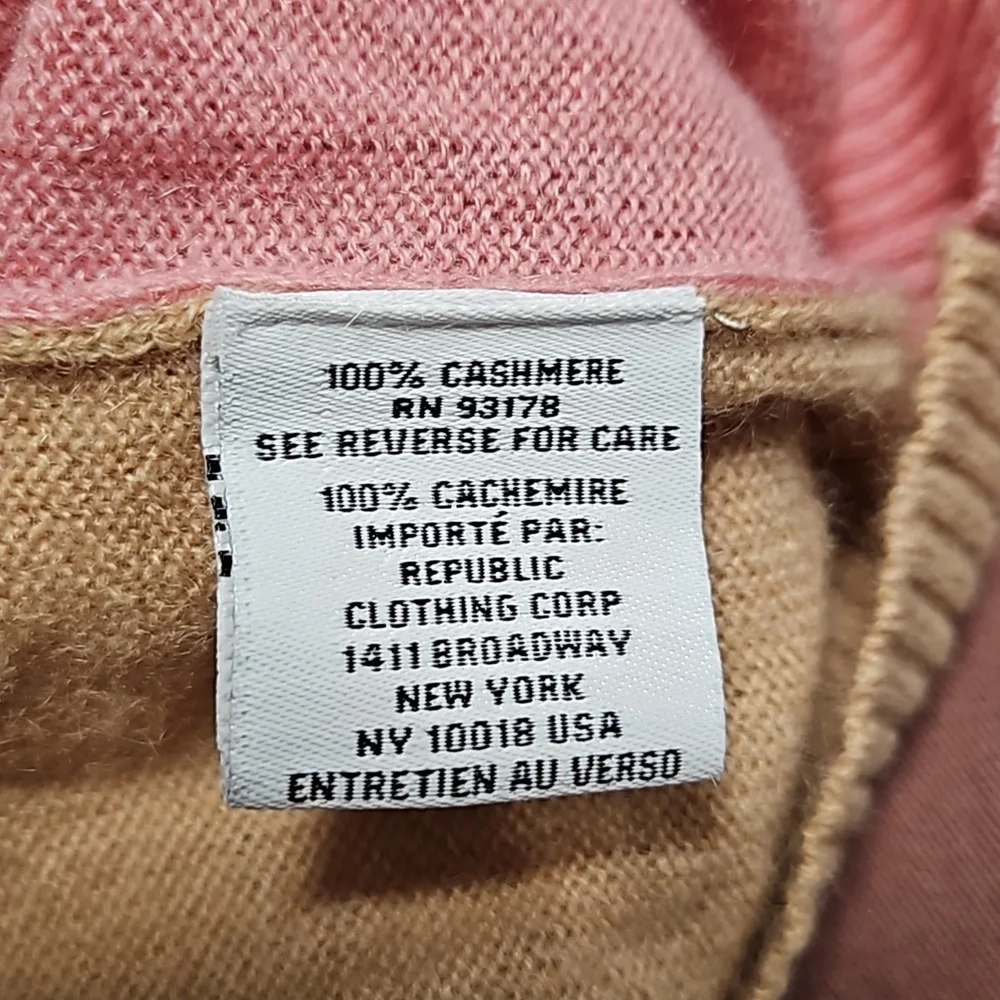 100% CASHMERE
RN 93178
SEE REVERSE FOR CARE
100% CACHEMIRE
IMPORTÉ PAR:
REPUBLIC
CLOTHING CORP
1411 BROADWAY
NEW YORK
NY 10018 USA
ENTRETIEN AU VERSO